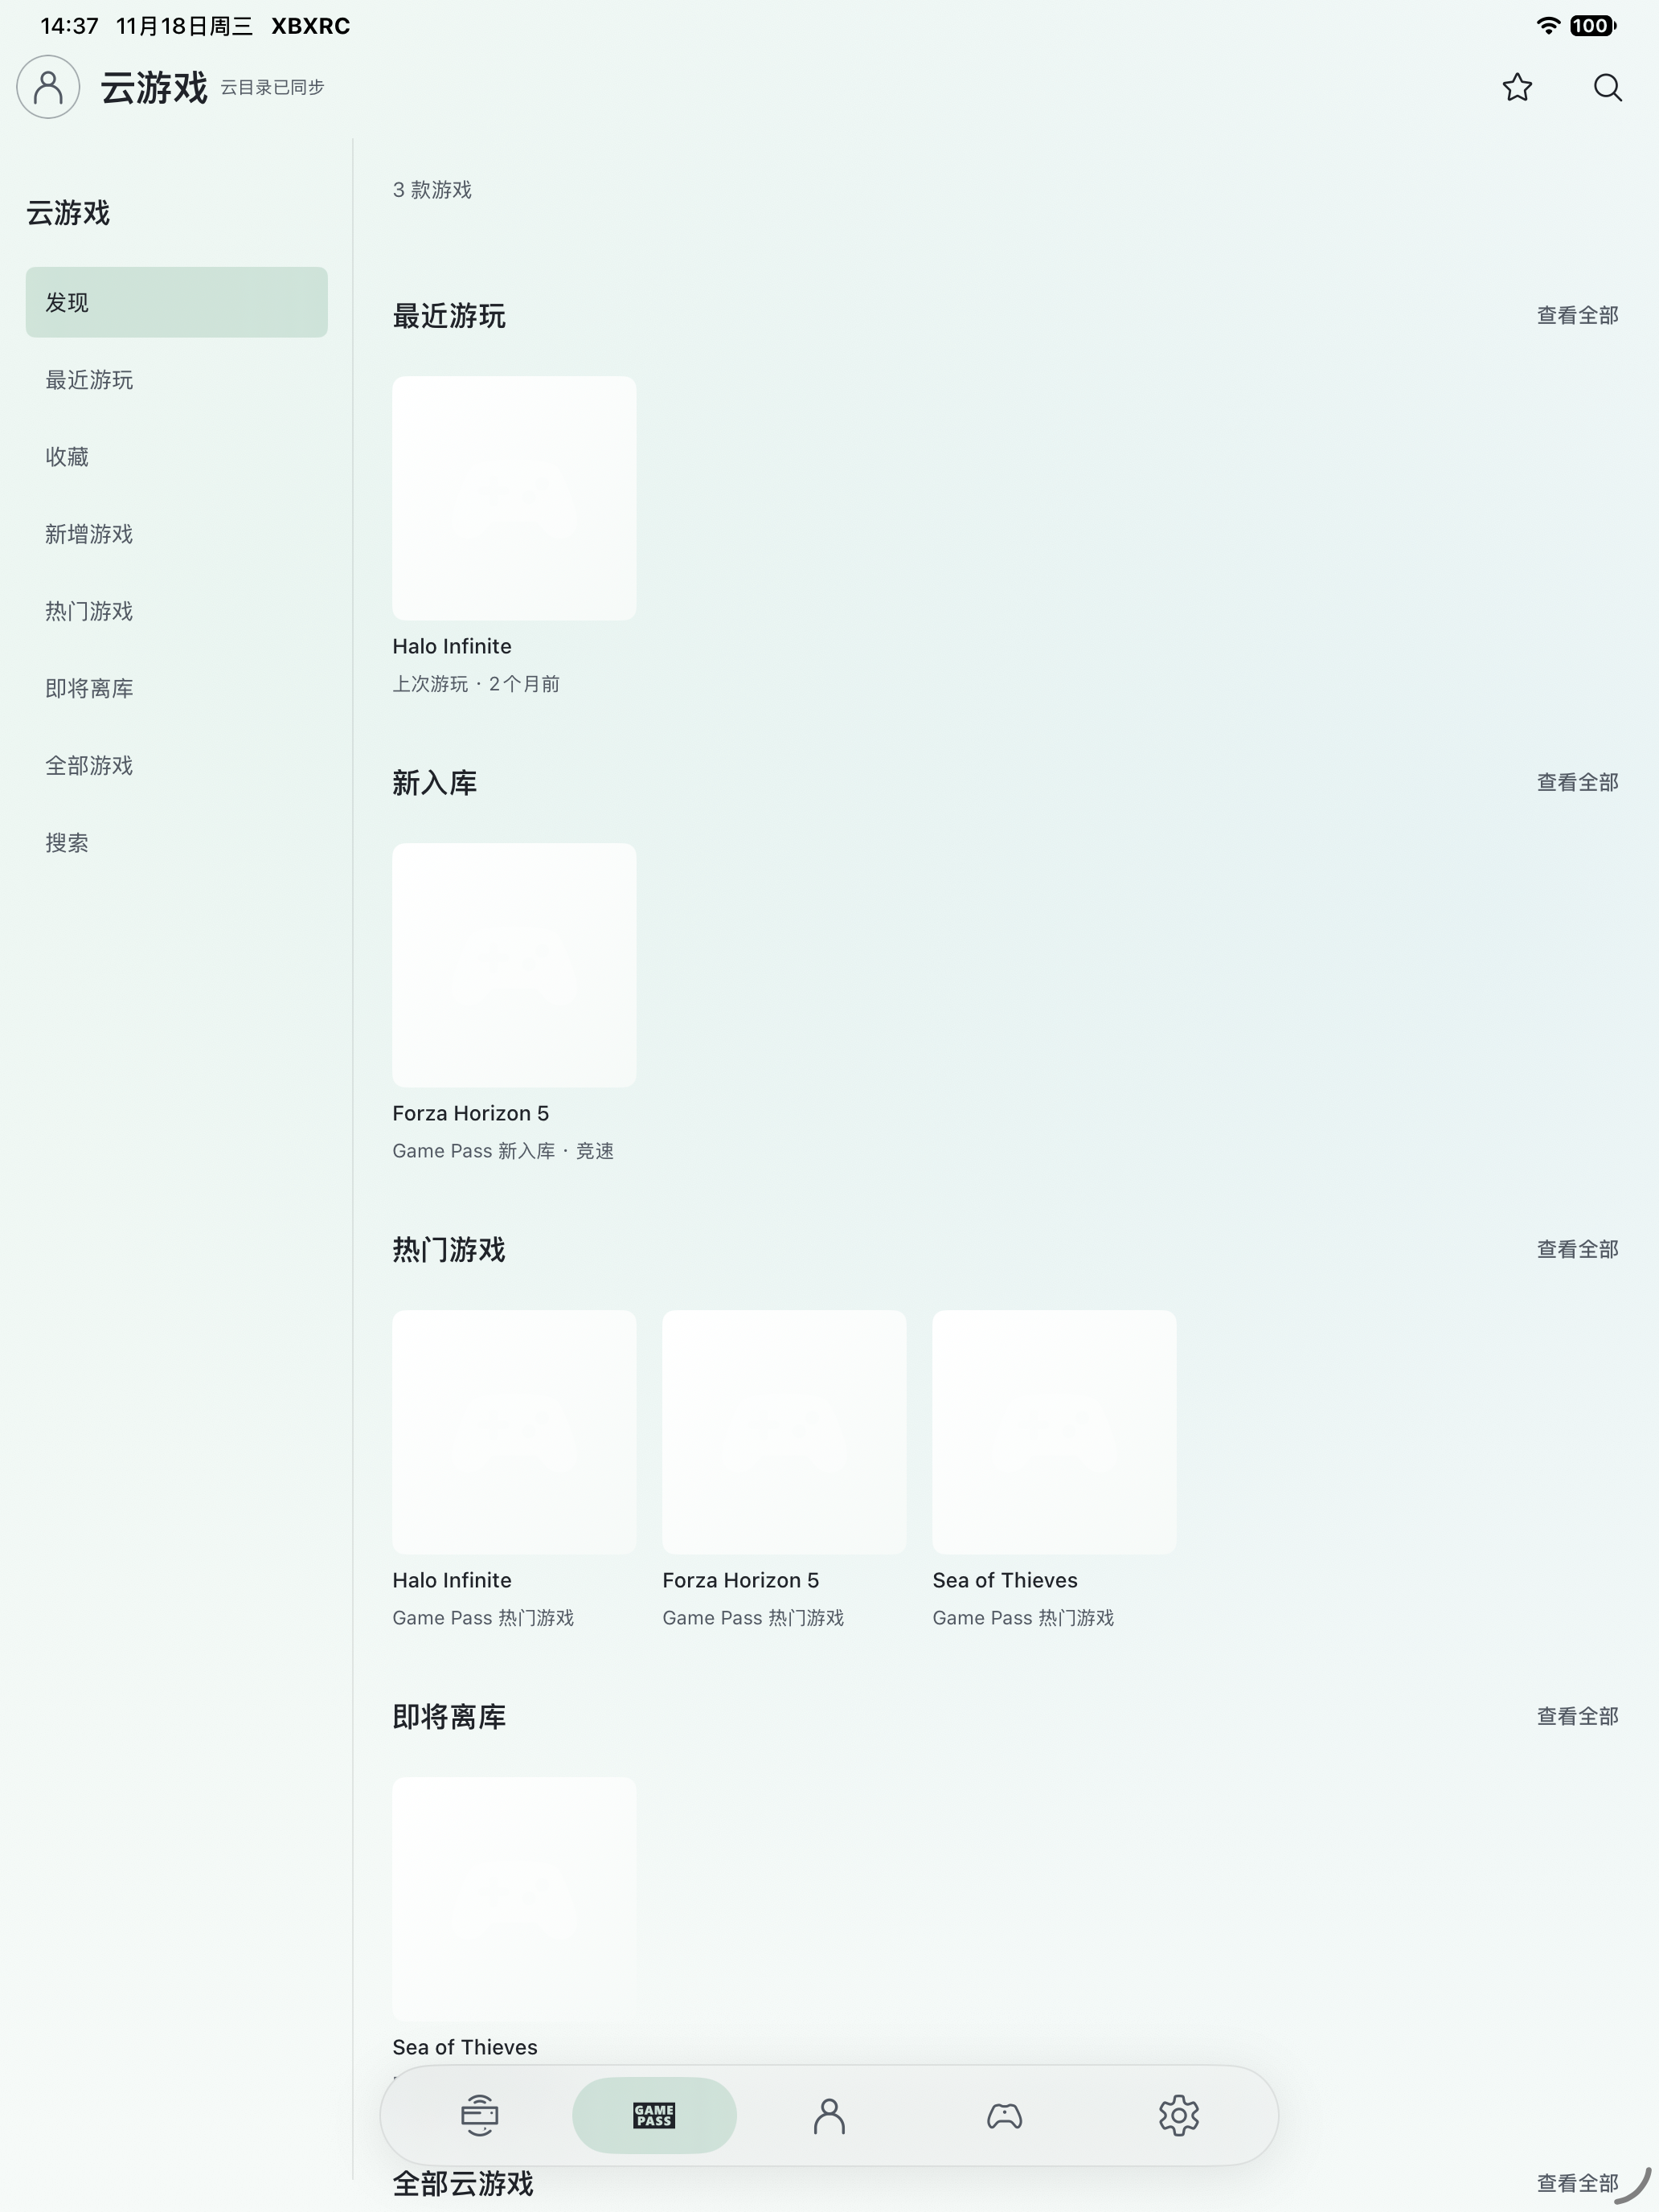 14:37 11月18日周三 XBXRC
100
云游戏 云目录已同步
云游戏
发现
最近游玩
收藏
新增游戏
热门游戏
即将离库
全部游戏
搜索
3 款游戏
最近游玩 查看全部
Halo Infinite
上次游玩 · 2个月前
新入库 查看全部
Forza Horizon 5
Game Pass 新入库 · 竞速
热门游戏 查看全部
Halo Infinite
Game Pass 热门游戏
Forza Horizon 5
Game Pass 热门游戏
Sea of Thieves
Game Pass 热门游戏
即将离库 查看全部
Sea of Thieves
GAME
PASS
全部云游戏 查看全部